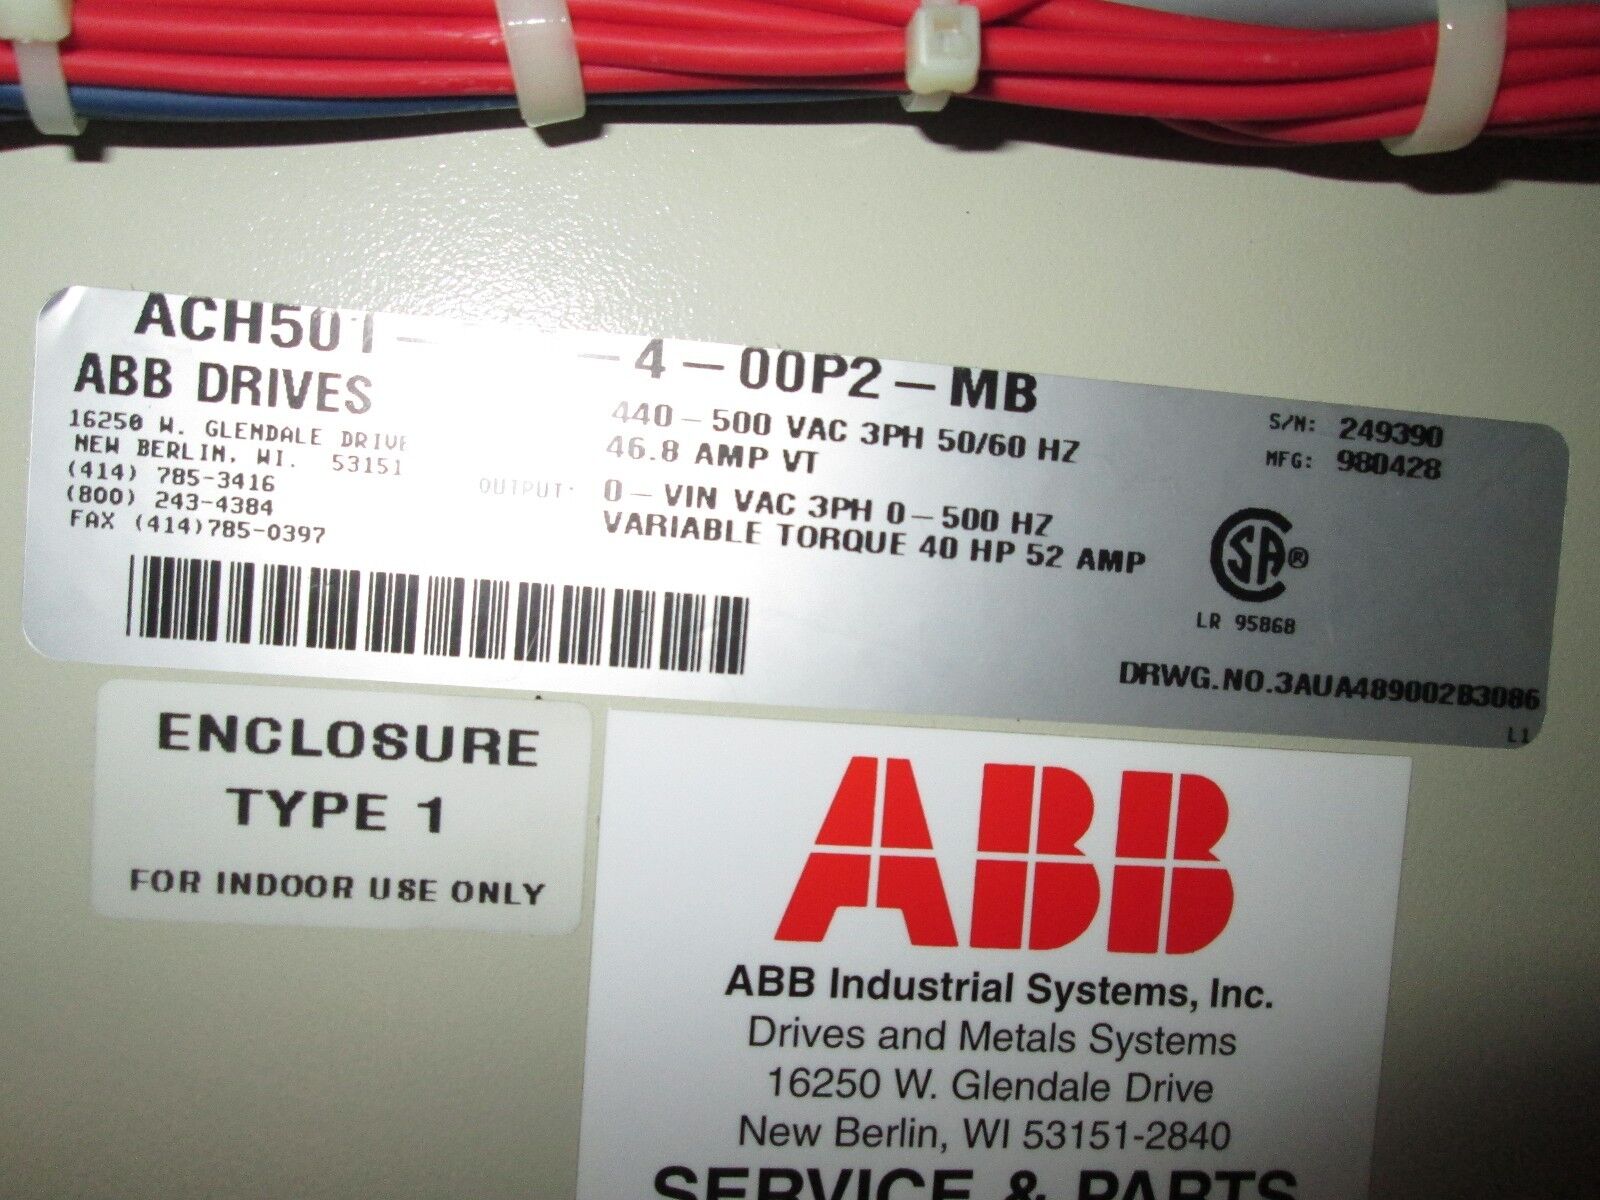 ACH501- -4-00P2-MB
ABB DRIVES
16250 W. GLENDALE DRIVE
NEW BERLIN, WI. 53151
(414) 785-3416
(800) 243-4384
FAX (414)785-0397
440-500 VAC 3PH 50/60 HZ
46.8 AMP VT
OUTPUT: 0-VIN VAC 3PH 0-500 HZ
VARIABLE TORQUE 40 HP 52 AMP
S/N: 249390
MFG: 980428
CSA®
LR 95868
DRWG.NO.3AUA489002B3086
L1
ENCLOSURE
TYPE 1
FOR INDOOR USE ONLY
ABB
ABB Industrial Systems, Inc.
Drives and Metals Systems
16250 W. Glendale Drive
New Berlin, WI 53151-2840
SERVICE & PARTS